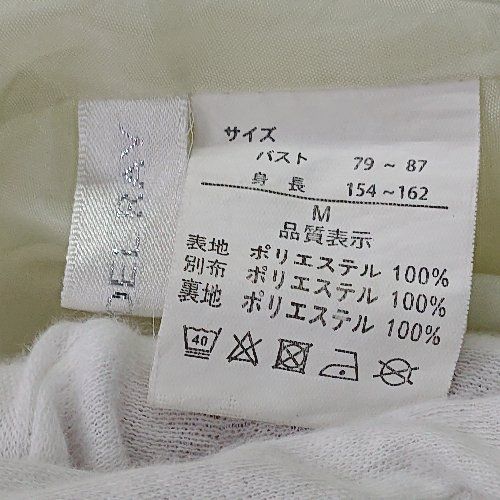 サイズ
バスト 79 ~ 87
身長 154~162
M
品質表示
表地 ポリエステル 100%
別布 ポリエステル 100%
裏地 ポリエステル 100%
40
DEL RAY